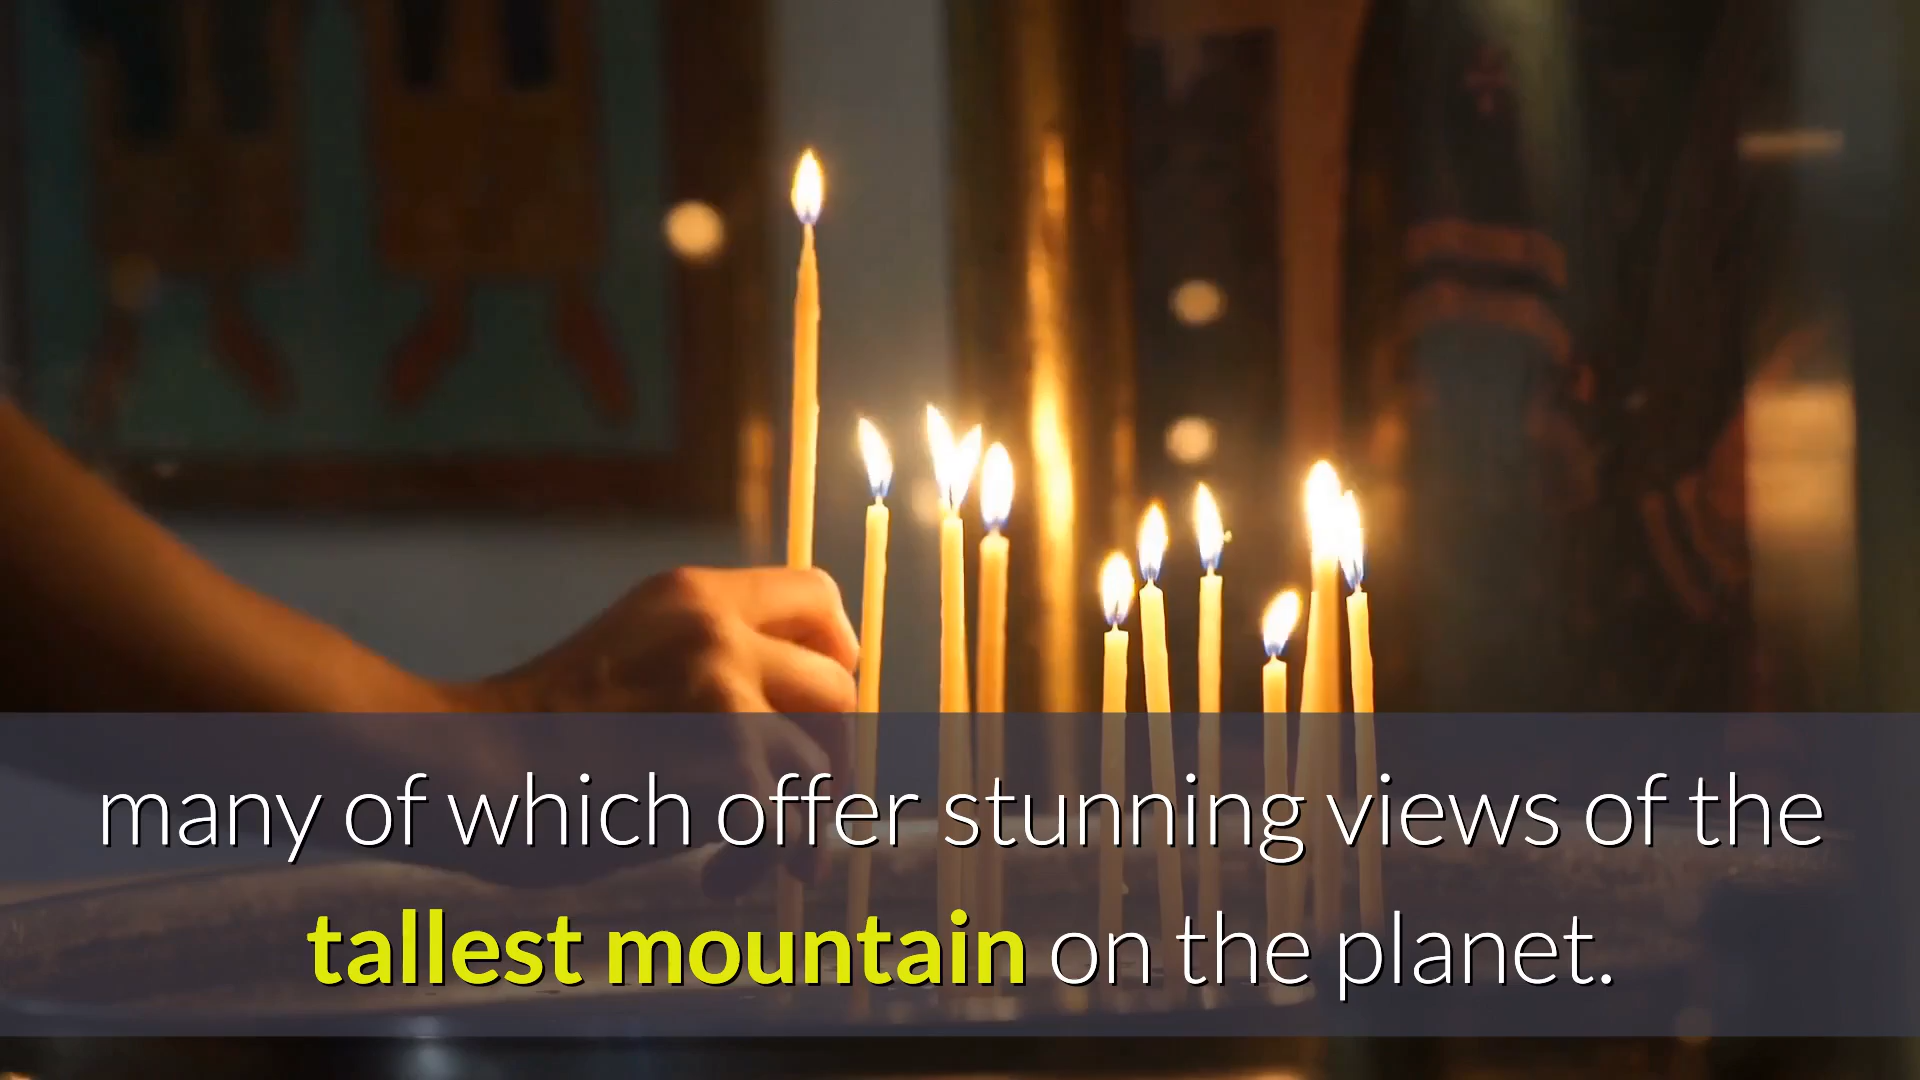 many of which offer stunning views of the
tallest mountain on the planet.